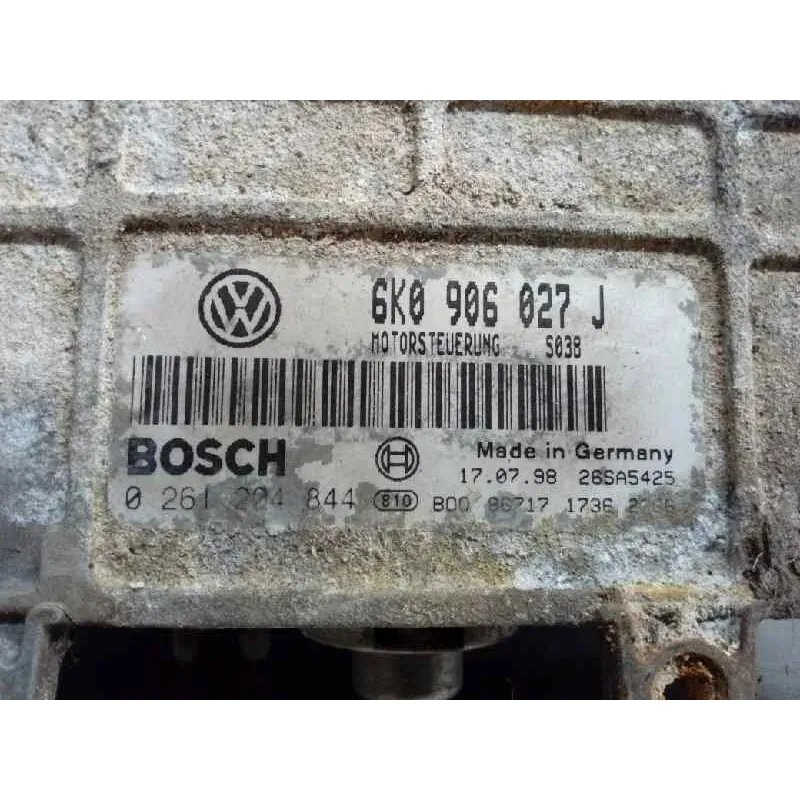 6K0 906 027 J
MOTORSTEUERUNG S038
BOSCH
Made in Germany
17.07.98 26SA5425
0 261 204 844 810 B00 86717 1736